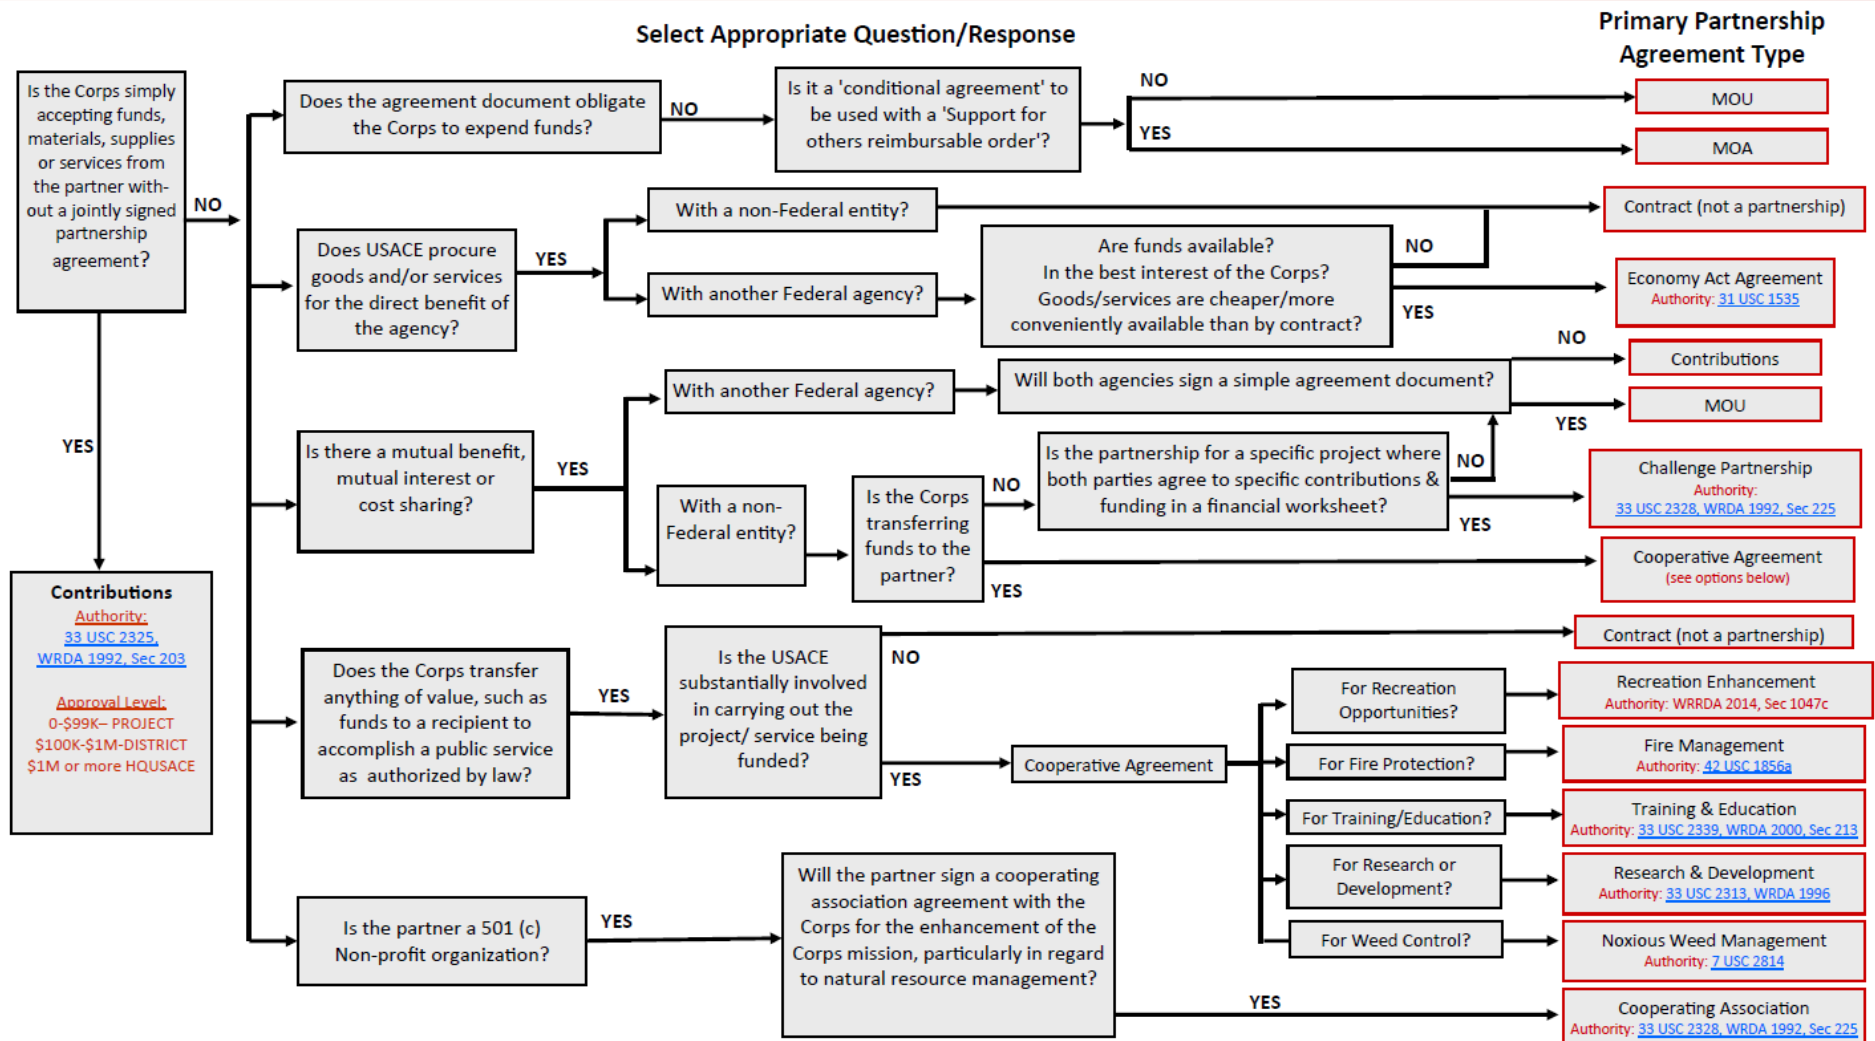 Select Appropriate Question/Response
Primary Partnership
Agreement Type
Is the Corps simply
accepting funds,
materials, supplies
or services from
the partner with-
out a jointly signed
partnership
agreement?
NO
YES
Contributions
Authority:
33 USC 2325,
WRDA 1992, Sec 203
Approval Level:
0-$99K– PROJECT
$100K-$1M-DISTRICT
$1M or more HQUSACE
Does the agreement document obligate
the Corps to expend funds?
NO
Is it a 'conditional agreement' to
be used with a 'Support for
others reimbursable order'?
NO
YES
MOU
MOA
Does USACE procure
goods and/or services
for the direct benefit of
the agency?
YES
With a non-Federal entity?
With another Federal agency?
Are funds available?
In the best interest of the Corps?
Goods/services are cheaper/more
conveniently available than by contract?
NO
YES
Contract (not a partnership)
Economy Act Agreement
Authority: 31 USC 1535
Is there a mutual benefit,
mutual interest or
cost sharing?
YES
With another Federal agency?
Will both agencies sign a simple agreement document?
NO
YES
Contributions
MOU
With a non-
Federal entity?
Is the Corps
transferring
funds to the
partner?
NO
YES
Is the partnership for a specific project where
both parties agree to specific contributions &
funding in a financial worksheet?
NO
YES
Challenge Partnership
Authority:
33 USC 2328, WRDA 1992, Sec 225
Cooperative Agreement
(see options below)
Does the Corps transfer
anything of value, such as
funds to a recipient to
accomplish a public service
as authorized by law?
YES
Is the USACE
substantially involved
in carrying out the
project/ service being
funded?
NO
YES
Contract (not a partnership)
Cooperative Agreement
For Recreation
Opportunities?
Recreation Enhancement
Authority: WRRDA 2014, Sec 1047c
For Fire Protection?
Fire Management
Authority: 42 USC 1856a
For Training/Education?
Training & Education
Authority: 33 USC 2339, WRDA 2000, Sec 213
For Research or
Development?
Research & Development
Authority: 33 USC 2313, WRDA 1996
For Weed Control?
Noxious Weed Management
Authority: 7 USC 2814
Is the partner a 501 (c)
Non-profit organization?
YES
Will the partner sign a cooperating
association agreement with the
Corps for the enhancement of the
Corps mission, particularly in regard
to natural resource management?
YES
Cooperating Association
Authority: 33 USC 2328, WRDA 1992, Sec 225